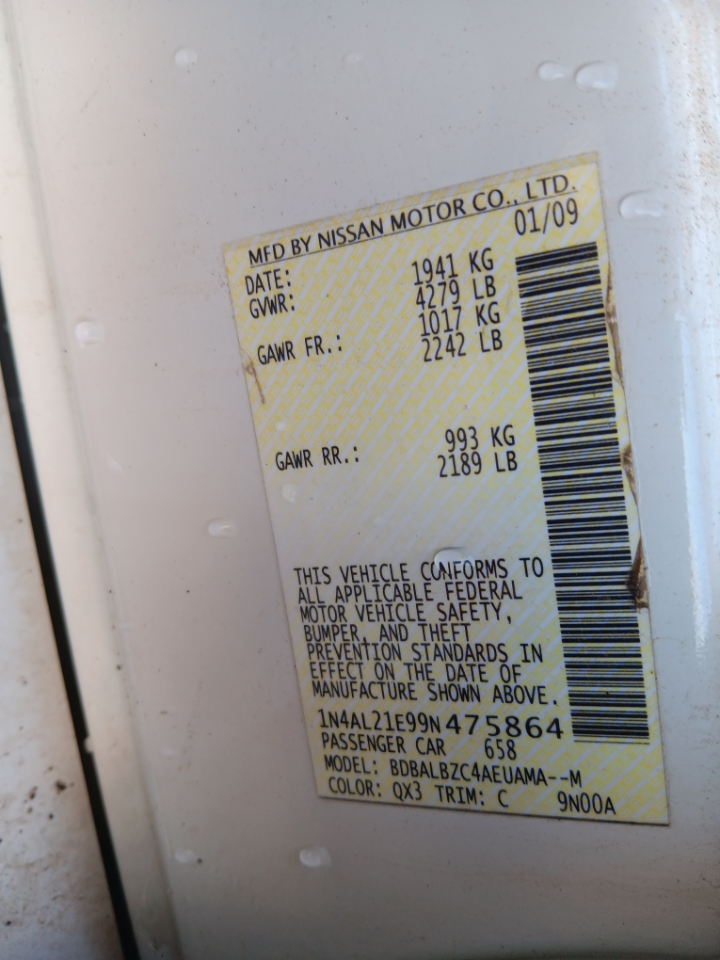 MFD BY NISSAN MOTOR CO., LTD.
DATE: 01/09
GVWR: 1941 KG
4279 LB
GAWR FR.: 1017 KG
2242 LB
GAWR RR.: 993 KG
2189 LB
THIS VEHICLE CONFORMS TO
ALL APPLICABLE FEDERAL
MOTOR VEHICLE SAFETY,
BUMPER, AND THEFT
PREVENTION STANDARDS IN
EFFECT ON THE DATE OF
MANUFACTURE SHOWN ABOVE.
1N4AL21E99N475864
PASSENGER CAR 658
MODEL: BDBALBZC4AEUAMA--M
COLOR: QX3 TRIM: C 9N00A